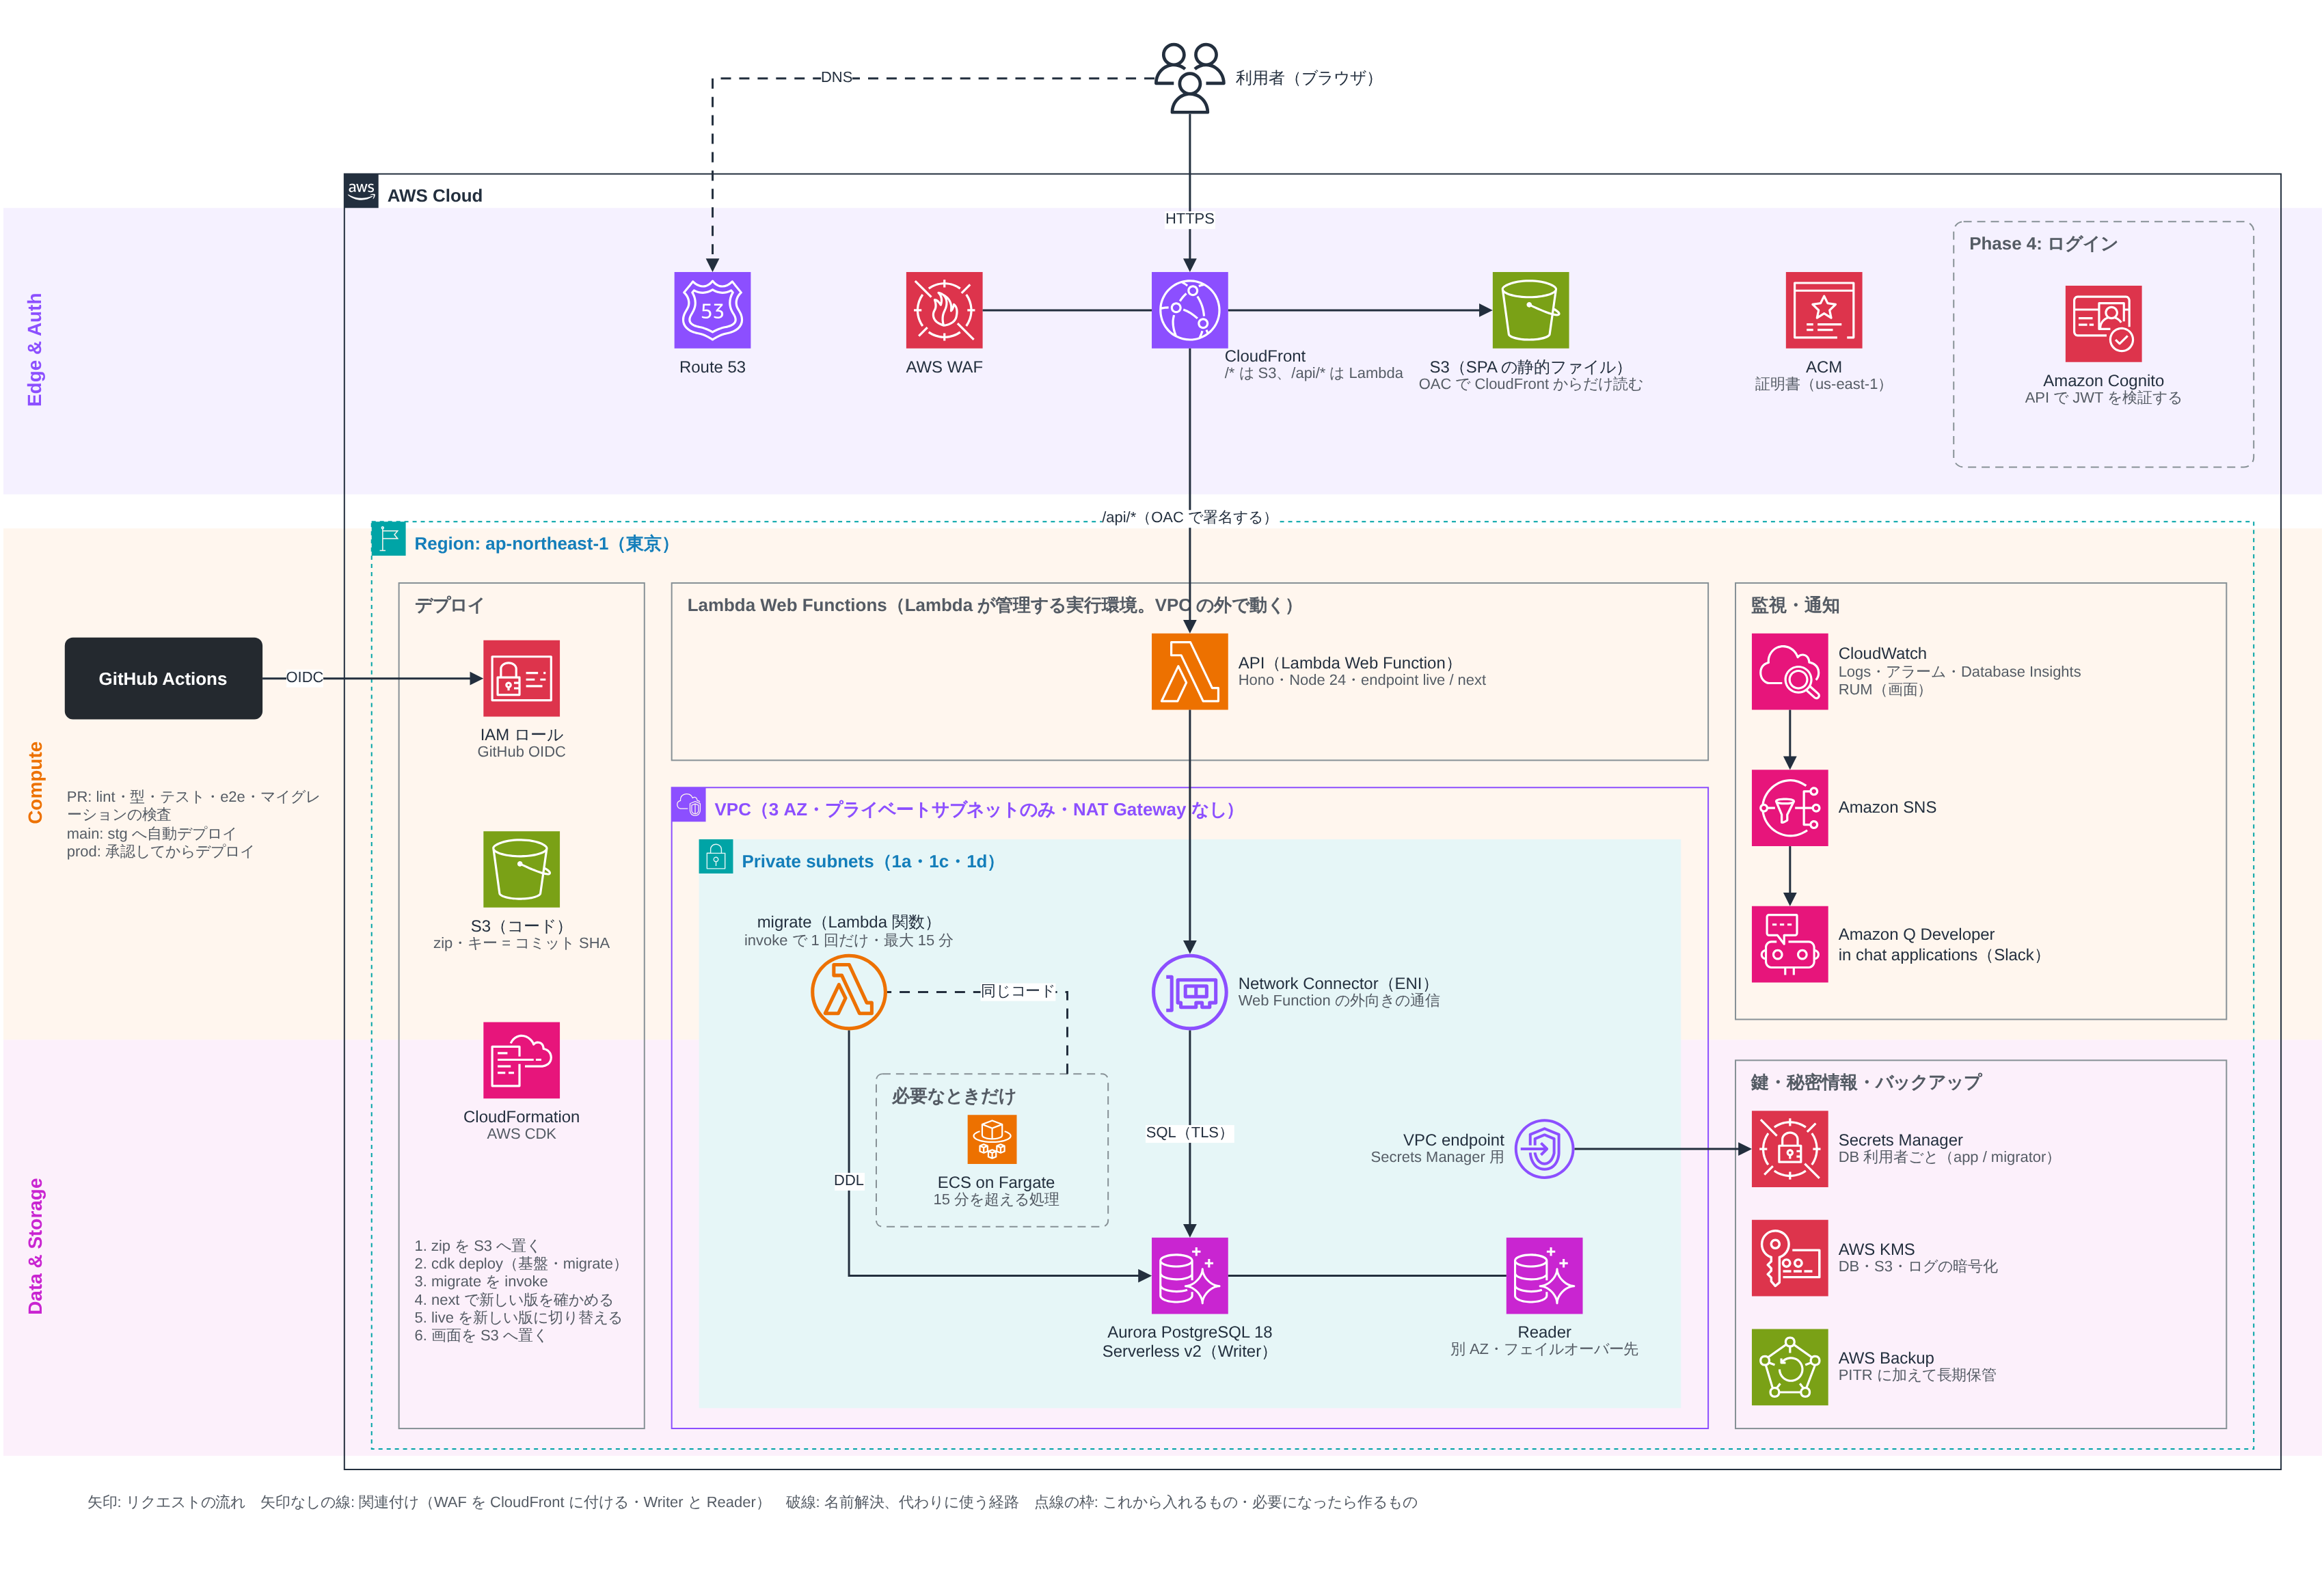 DNS
利用者（ブラウザ）
aws
AWS Cloud
HTTPS
Edge & Auth
53
Route 53
AWS WAF
CloudFront
/* は S3、/api/* は Lambda
S3（SPA の静的ファイル）
OAC で CloudFront からだけ読む
ACM
証明書（us-east-1）
Phase 4: ログイン
Amazon Cognito
API で JWT を検証する
/api/*（OAC で署名する）
Compute
Region: ap-northeast-1（東京）
GitHub Actions
OIDC
PR: lint・型・テスト・e2e・マイグレ
ーションの検査
main: stg へ自動デプロイ
prod: 承認してからデプロイ
デプロイ
IAM ロール
GitHub OIDC
S3（コード）
zip・キー = コミット SHA
CloudFormation
AWS CDK
1. zip を S3 へ置く
2. cdk deploy（基盤・migrate）
3. migrate を invoke
4. next で新しい版を確かめる
5. live を新しい版に切り替える
6. 画面を S3 へ置く
Lambda Web Functions（Lambda が管理する実行環境。VPC の外で動く）
API（Lambda Web Function）
Hono・Node 24・endpoint live / next
VPC（3 AZ・プライベートサブネットのみ・NAT Gateway なし）
Private subnets（1a・1c・1d）
migrate（Lambda 関数）
invoke で 1 回だけ・最大 15 分
同じコード
Network Connector（ENI）
Web Function の外向きの通信
必要なときだけ
ECS on Fargate
15 分を超える処理
DDL
SQL（TLS）
VPC endpoint
Secrets Manager 用
Aurora PostgreSQL 18
Serverless v2（Writer）
Reader
別 AZ・フェイルオーバー先
監視・通知
CloudWatch
Logs・アラーム・Database Insights
RUM（画面）
Amazon SNS
Amazon Q Developer
in chat applications（Slack）
Data & Storage
鍵・秘密情報・バックアップ
Secrets Manager
DB 利用者ごと（app / migrator）
AWS KMS
DB・S3・ログの暗号化
AWS Backup
PITR に加えて長期保管
矢印: リクエストの流れ　矢印なしの線: 関連付け（WAF を CloudFront に付ける・Writer と Reader）　破線: 名前解決、代わりに使う経路　点線の枠: これから入れるもの・必要になったら作るもの